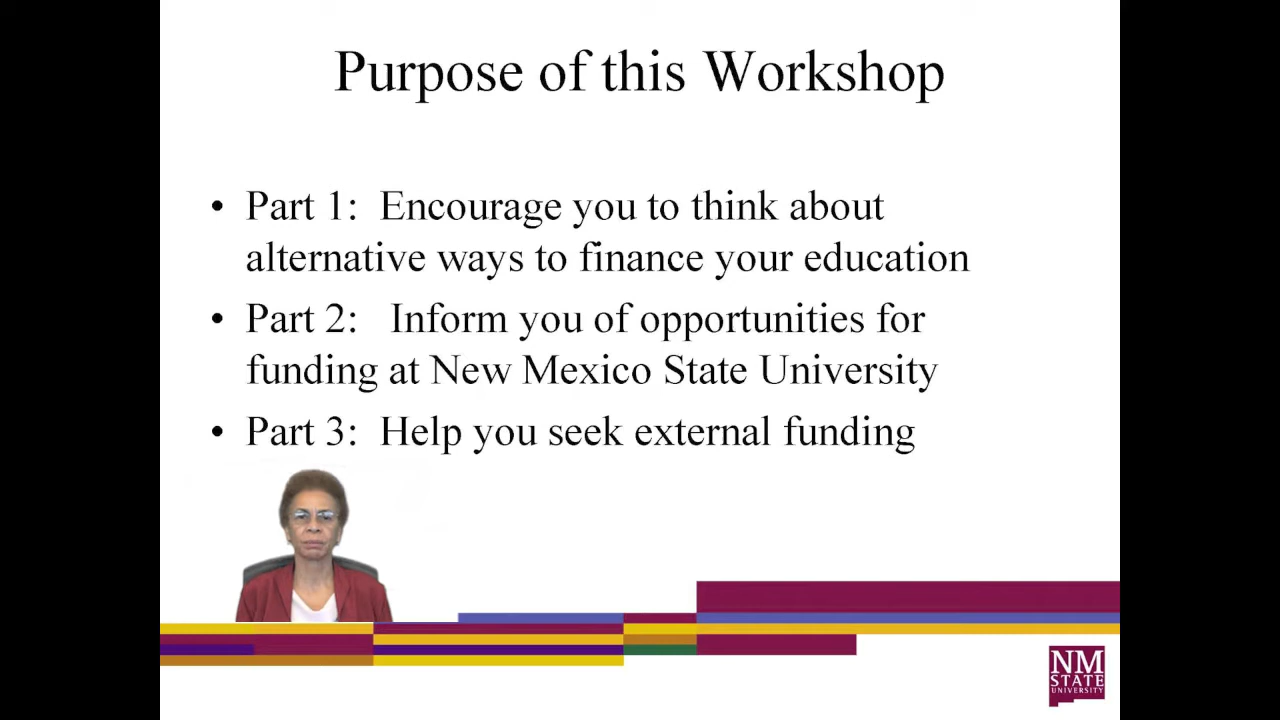 Purpose of this Workshop
• Part 1: Encourage you to think about
alternative ways to finance your education
• Part 2: Inform you of opportunities for
funding at New Mexico State University
• Part 3: Help you seek external funding
NM
STATE
UNIVERSITY